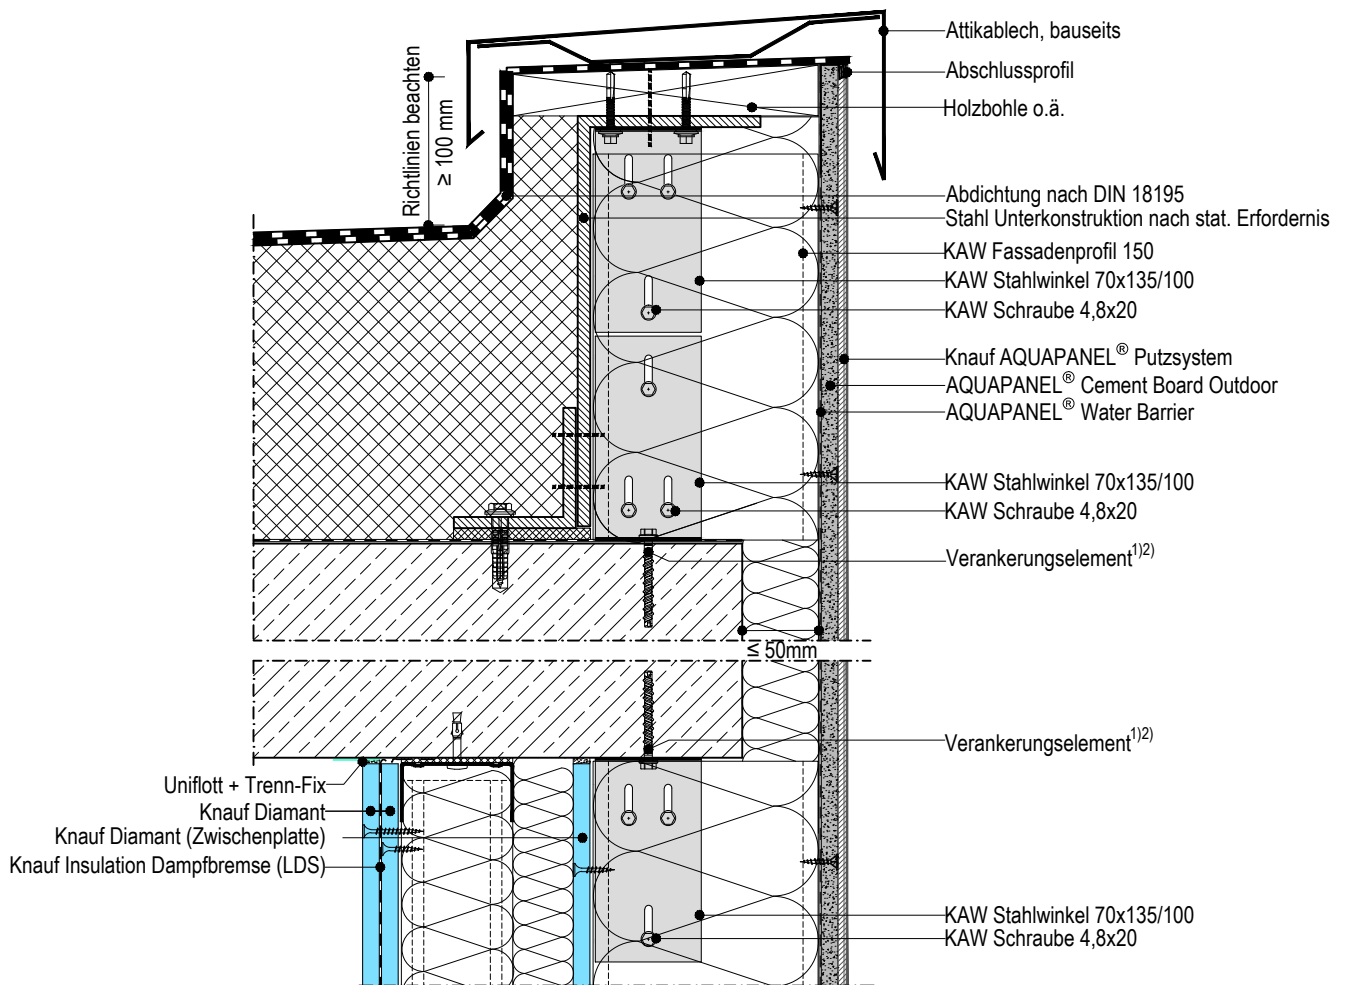 Attikablech, bauseits
Abschlussprofil
Holzbohle o.ä.
Richtlinien beachten
≥ 100 mm
Abdichtung nach DIN 18195
Stahl Unterkonstruktion nach stat. Erfordernis
KAW Fassadenprofil 150
KAW Stahlwinkel 70x135/100
KAW Schraube 4,8x20
Knauf AQUAPANEL® Putzsystem
AQUAPANEL® Cement Board Outdoor
AQUAPANEL® Water Barrier
KAW Stahlwinkel 70x135/100
KAW Schraube 4,8x20
Verankerungselement1)2)
≤ 50mm
Verankerungselement1)2)
Uniflott + Trenn-Fix
Knauf Diamant
Knauf Diamant (Zwischenplatte)
Knauf Insulation Dampfbremse (LDS)
KAW Stahlwinkel 70x135/100
KAW Schraube 4,8x20